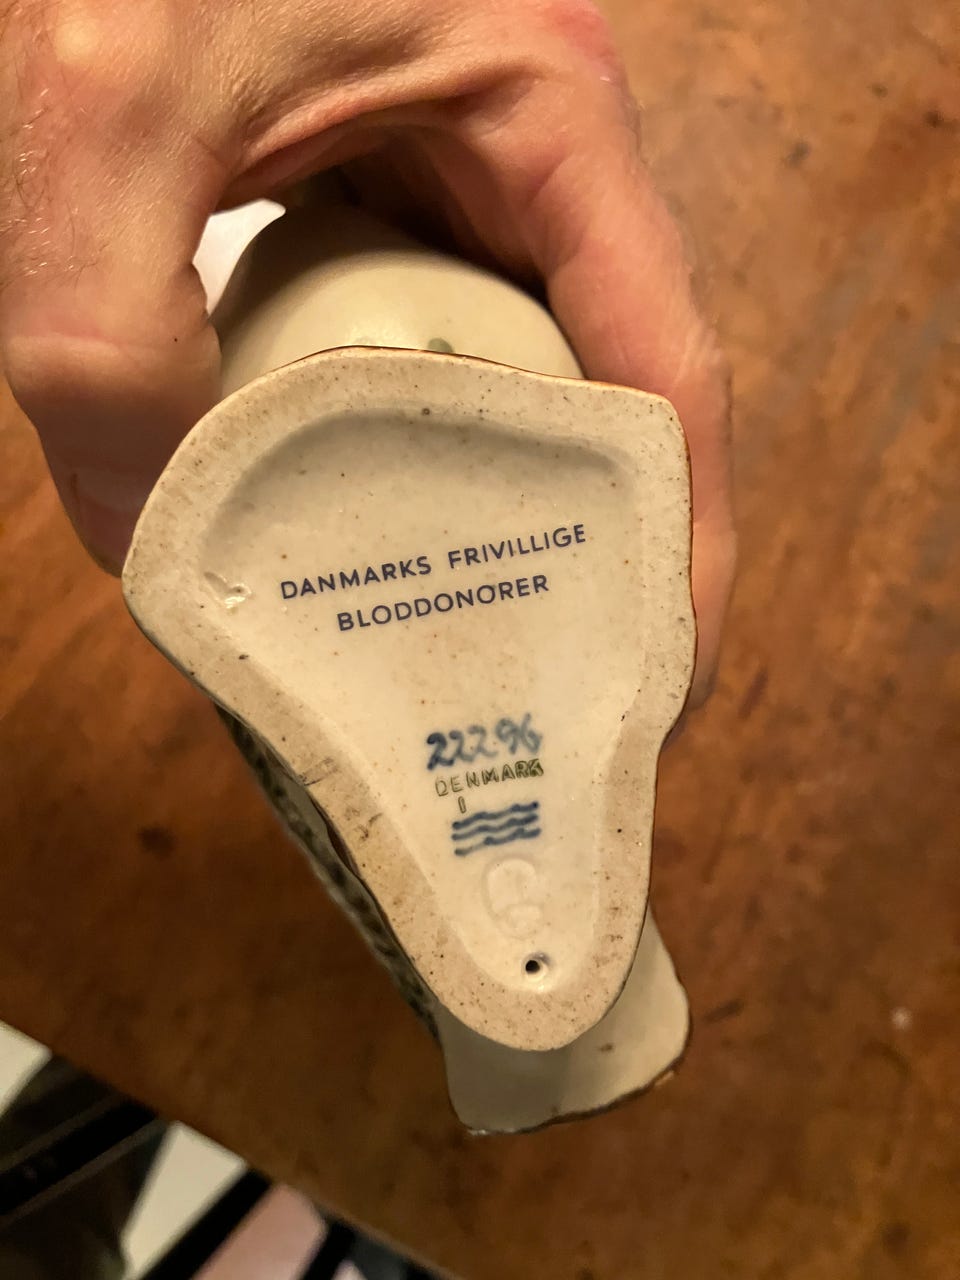 DANMARKS FRIVILLIGE
BLODDONORER
22296
DENMARK